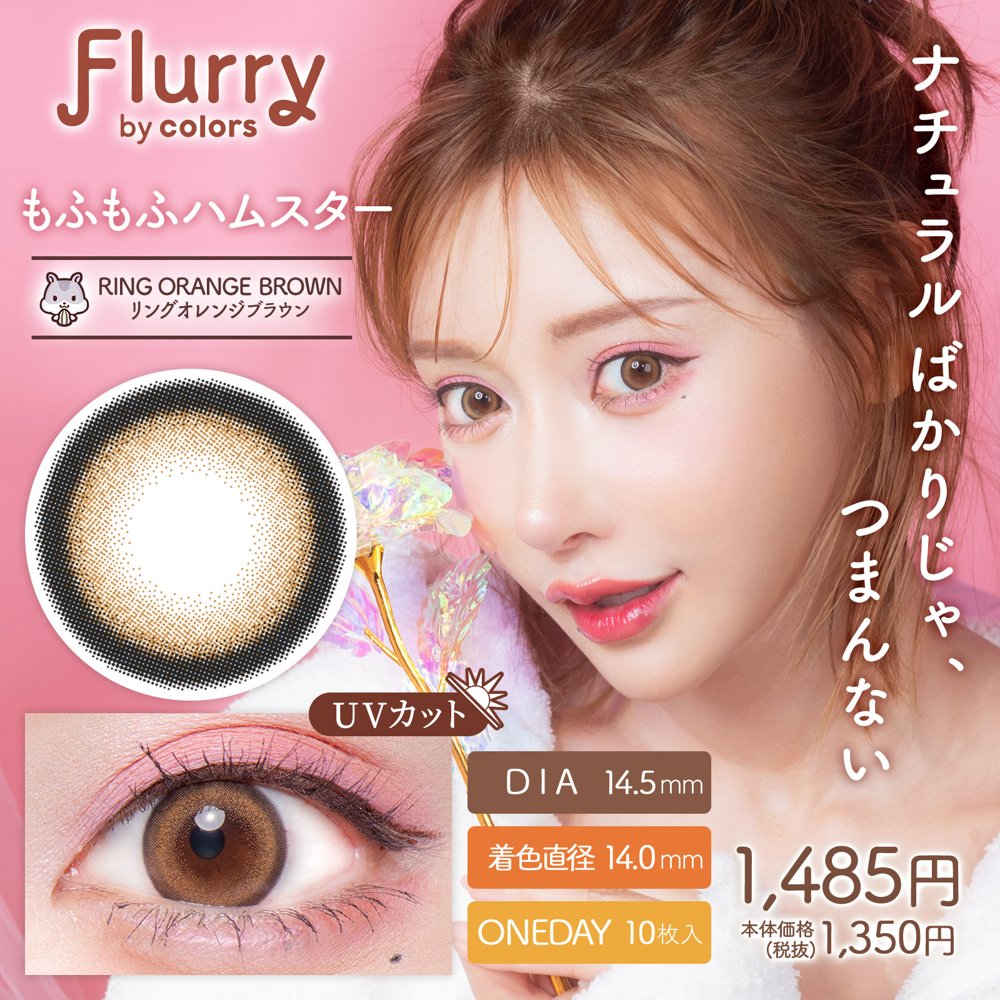 Flurry
by colors
もふもふハムスター
RING ORANGE BROWN
リングオレンジブラウン
ナチュラルばかりじゃ、
つまんない
UVカット
DIA 14.5mm
着色直径 14.0mm
ONEDAY 10枚入
1,485円
本体価格
(税抜) 1,350円